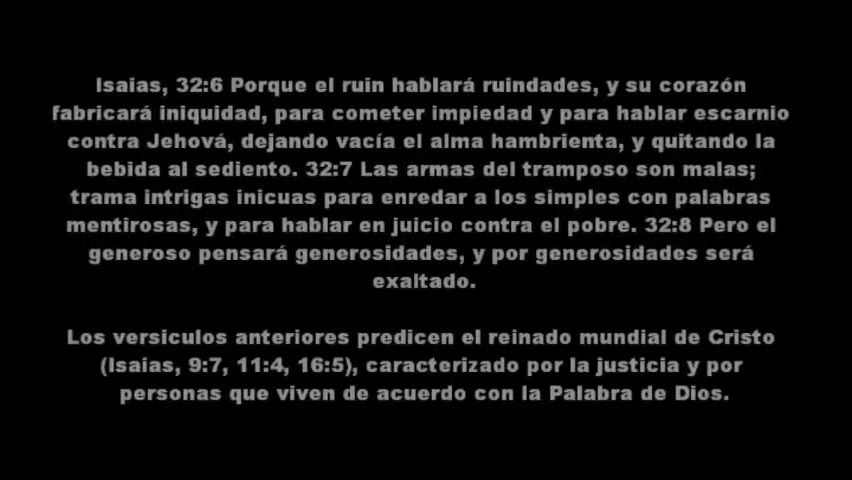 Isaias, 32:6 Porque el ruin hablará ruindades, y su corazón
fabricará iniquidad, para cometer impiedad y para hablar escarnio
contra Jehová, dejando vacía el alma hambrienta, y quitando la
bebida al sediento. 32:7 Las armas del tramposo son malas;
trama intrigas inicuas para enredar a los simples con palabras
mentirosas, y para hablar en juicio contra el pobre. 32:8 Pero el
generoso pensará generosidades, y por generosidades será
exaltado.
Los versiculos anteriores predicen el reinado mundial de Cristo
(Isaias, 9:7, 11:4, 16:5), caracterizado por la justicia y por
personas que viven de acuerdo con la Palabra de Dios.